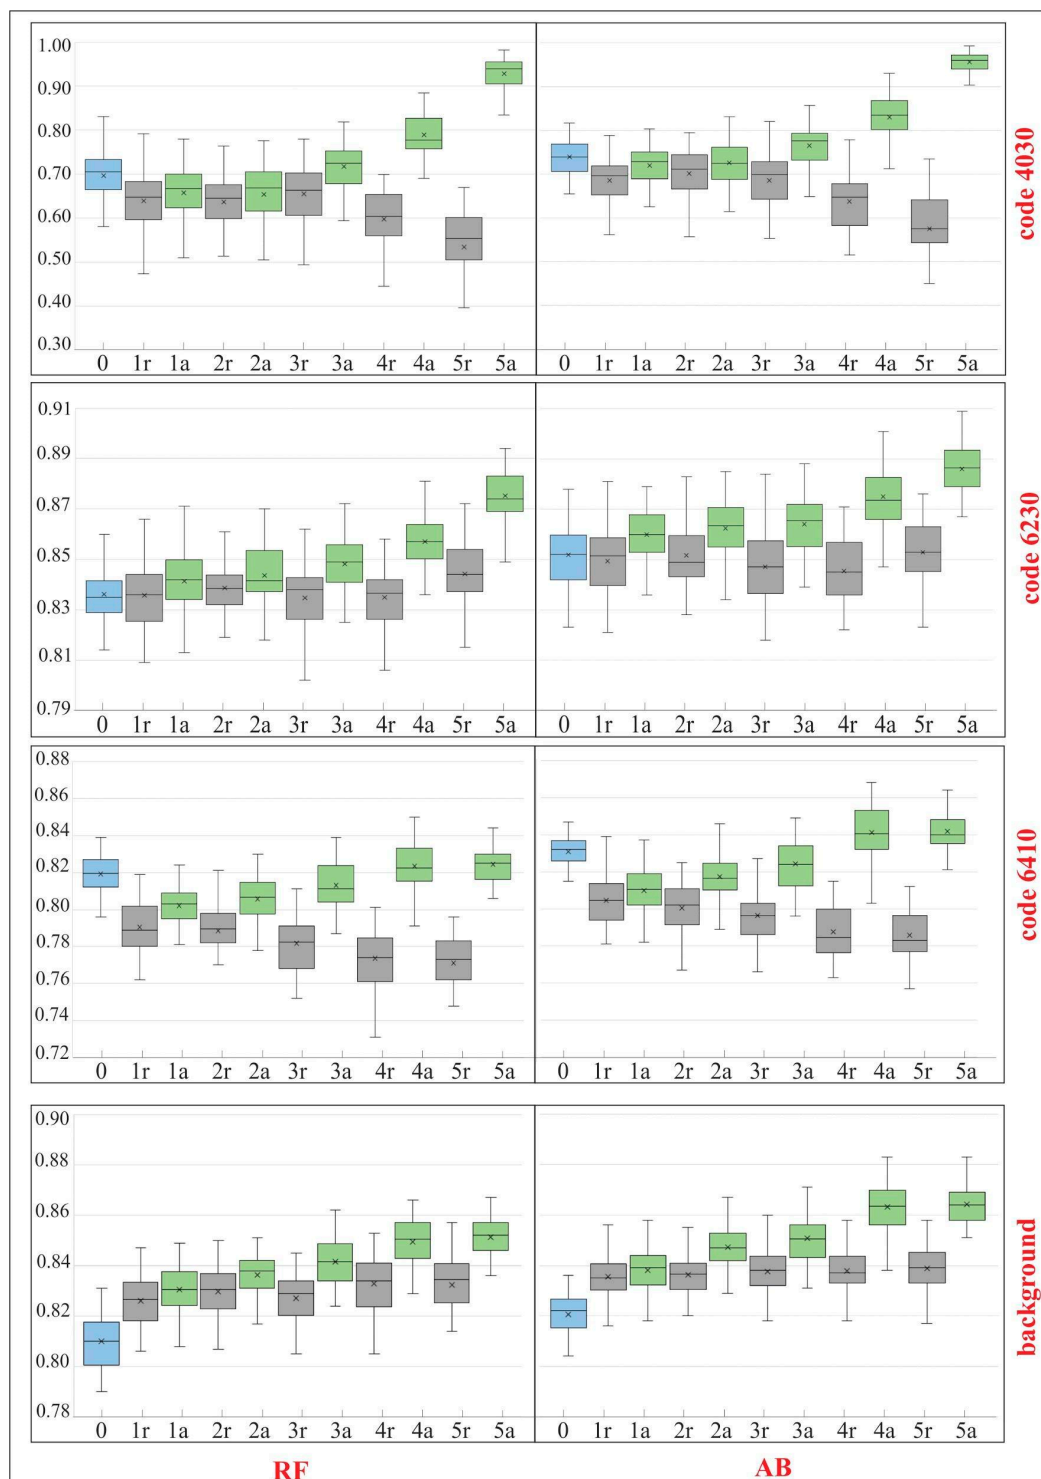 1.00
0.90
0.80
0.70
0.60
0.50
0.40
0.30
0 1r 1a 2r 2a 3r 3a 4r 4a 5r 5a
0 1r 1a 2r 2a 3r 3a 4r 4a 5r 5a
code 4030
0.91
0.89
0.87
0.85
0.83
0.81
0.79
0 1r 1a 2r 2a 3r 3a 4r 4a 5r 5a
0 1r 1a 2r 2a 3r 3a 4r 4a 5r 5a
code 6230
0.88
0.86
0.84
0.82
0.80
0.78
0.76
0.74
0.72
0 1r 1a 2r 2a 3r 3a 4r 4a 5r 5a
0 1r 1a 2r 2a 3r 3a 4r 4a 5r 5a
code 6410
0.90
0.88
0.86
0.84
0.82
0.80
0.78
0 1r 1a 2r 2a 3r 3a 4r 4a 5r 5a
0 1r 1a 2r 2a 3r 3a 4r 4a 5r 5a
background
RF
AB